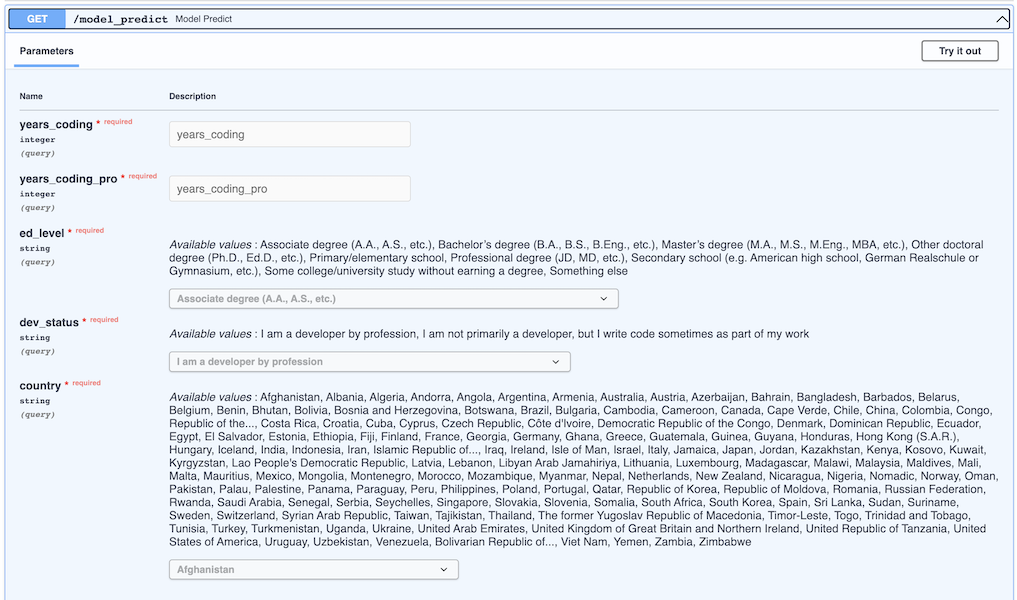 GET /model_predict Model Predict
Parameters
Try it out
Name Description
years_coding * required
integer
(query)
years_coding
years_coding_pro * required
integer
(query)
years_coding_pro
ed_level * required
string
(query)
Available values : Associate degree (A.A., A.S., etc.), Bachelor's degree (B.A., B.S., B.Eng., etc.), Master's degree (M.A., M.S., M.Eng., MBA, etc.), Other doctoral
degree (Ph.D., Ed.D., etc.), Primary/elementary school, Professional degree (JD, MD, etc.), Secondary school (e.g. American high school, German Realschule or
Gymnasium, etc.), Some college/university study without earning a degree, Something else
Associate degree (A.A., A.S., etc.)
dev_status * required
string
(query)
Available values : I am a developer by profession, I am not primarily a developer, but I write code sometimes as part of my work
I am a developer by profession
country * required
string
(query)
Available values : Afghanistan, Albania, Algeria, Andorra, Angola, Argentina, Armenia, Australia, Austria, Azerbaijan, Bahrain, Bangladesh, Barbados, Belarus,
Belgium, Benin, Bhutan, Bolivia, Bosnia and Herzegovina, Botswana, Brazil, Bulgaria, Cambodia, Cameroon, Canada, Cape Verde, Chile, China, Colombia, Congo,
Republic of the..., Costa Rica, Croatia, Cuba, Cyprus, Czech Republic, Côte d'Ivoire, Democratic Republic of the Congo, Denmark, Dominican Republic, Ecuador,
Egypt, El Salvador, Estonia, Ethiopia, Fiji, Finland, France, Georgia, Germany, Ghana, Greece, Guatemala, Guinea, Guyana, Honduras, Hong Kong (S.A.R.),
Hungary, Iceland, India, Indonesia, Iran, Islamic Republic of..., Iraq, Ireland, Isle of Man, Israel, Italy, Jamaica, Japan, Jordan, Kazakhstan, Kenya, Kosovo, Kuwait,
Kyrgyzstan, Lao People's Democratic Republic, Latvia, Lebanon, Libyan Arab Jamahiriya, Lithuania, Luxembourg, Madagascar, Malawi, Malaysia, Maldives, Mali,
Malta, Mauritius, Mexico, Mongolia, Montenegro, Morocco, Mozambique, Myanmar, Nepal, Netherlands, New Zealand, Nicaragua, Nigeria, Nomadic, Norway, Oman,
Pakistan, Palau, Palestine, Panama, Paraguay, Peru, Philippines, Poland, Portugal, Qatar, Republic of Korea, Republic of Moldova, Romania, Russian Federation,
Rwanda, Saudi Arabia, Senegal, Serbia, Seychelles, Singapore, Slovakia, Slovenia, Somalia, South Africa, South Korea, Spain, Sri Lanka, Sudan, Suriname,
Sweden, Switzerland, Syrian Arab Republic, Taiwan, Tajikistan, Thailand, The former Yugoslav Republic of Macedonia, Timor-Leste, Togo, Trinidad and Tobago,
Tunisia, Turkey, Turkmenistan, Uganda, Ukraine, United Arab Emirates, United Kingdom of Great Britain and Northern Ireland, United Republic of Tanzania, United
States of America, Uruguay, Uzbekistan, Venezuela, Bolivarian Republic of..., Viet Nam, Yemen, Zambia, Zimbabwe
Afghanistan